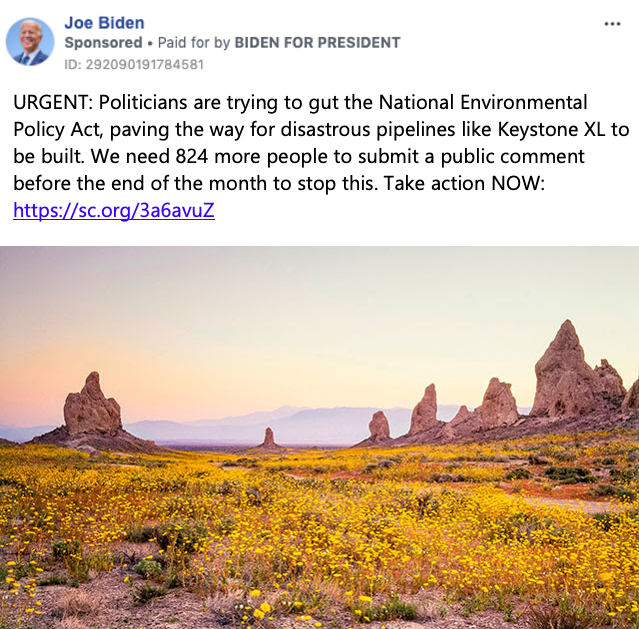 Joe Biden
Sponsored • Paid for by BIDEN FOR PRESIDENT
ID: 292090191784581
URGENT: Politicians are trying to gut the National Environmental
Policy Act, paving the way for disastrous pipelines like Keystone XL to
be built. We need 824 more people to submit a public comment
before the end of the month to stop this. Take action NOW:
https://sc.org/3a6avuZ